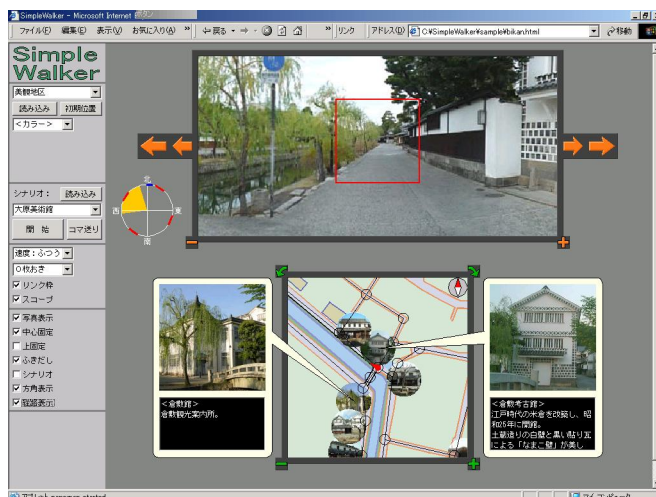 SimpleWalker - Microsoft Internet
ファイル(F) 編集(E) 表示(V) お気に入り(A) » 戻る » リンク アドレス(D) C:¥SimpleWalker¥sample¥bikan.html 移動
Simple
Walker
美観地区
読み込み 初期位置
<カラー>
シナリオ： 読み込み
大原美術館
開 始 コマ送り
速度：ふつう
0枚おき
リンク枠
スコープ
写真表示
中心固定
上固定
ふきだし
シナリオ
方角表示
北
西 東
南
<倉敷館>
倉敷観光案内所。
<倉敷考古館>
江戸時代の米倉を改築し、昭
和25年に開館。
土蔵造りの白壁と黒い貼り瓦
による「なまこ壁」が美し